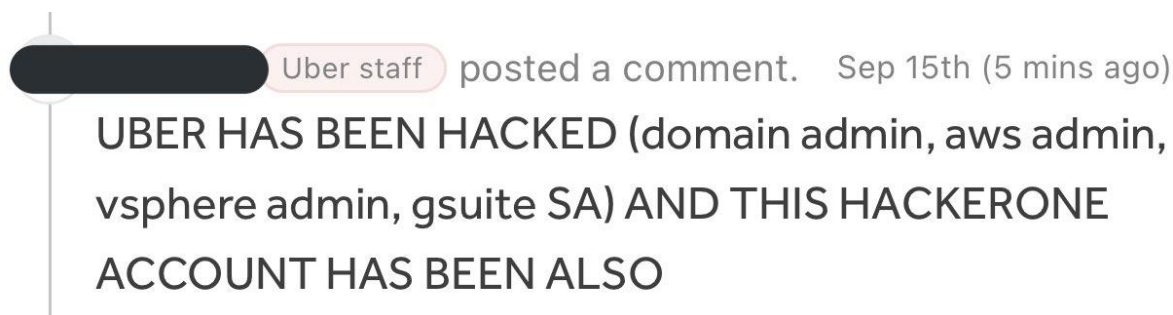 Uber staff posted a comment. Sep 15th (5 mins ago)
UBER HAS BEEN HACKED (domain admin, aws admin,
vsphere admin, gsuite SA) AND THIS HACKERONE
ACCOUNT HAS BEEN ALSO